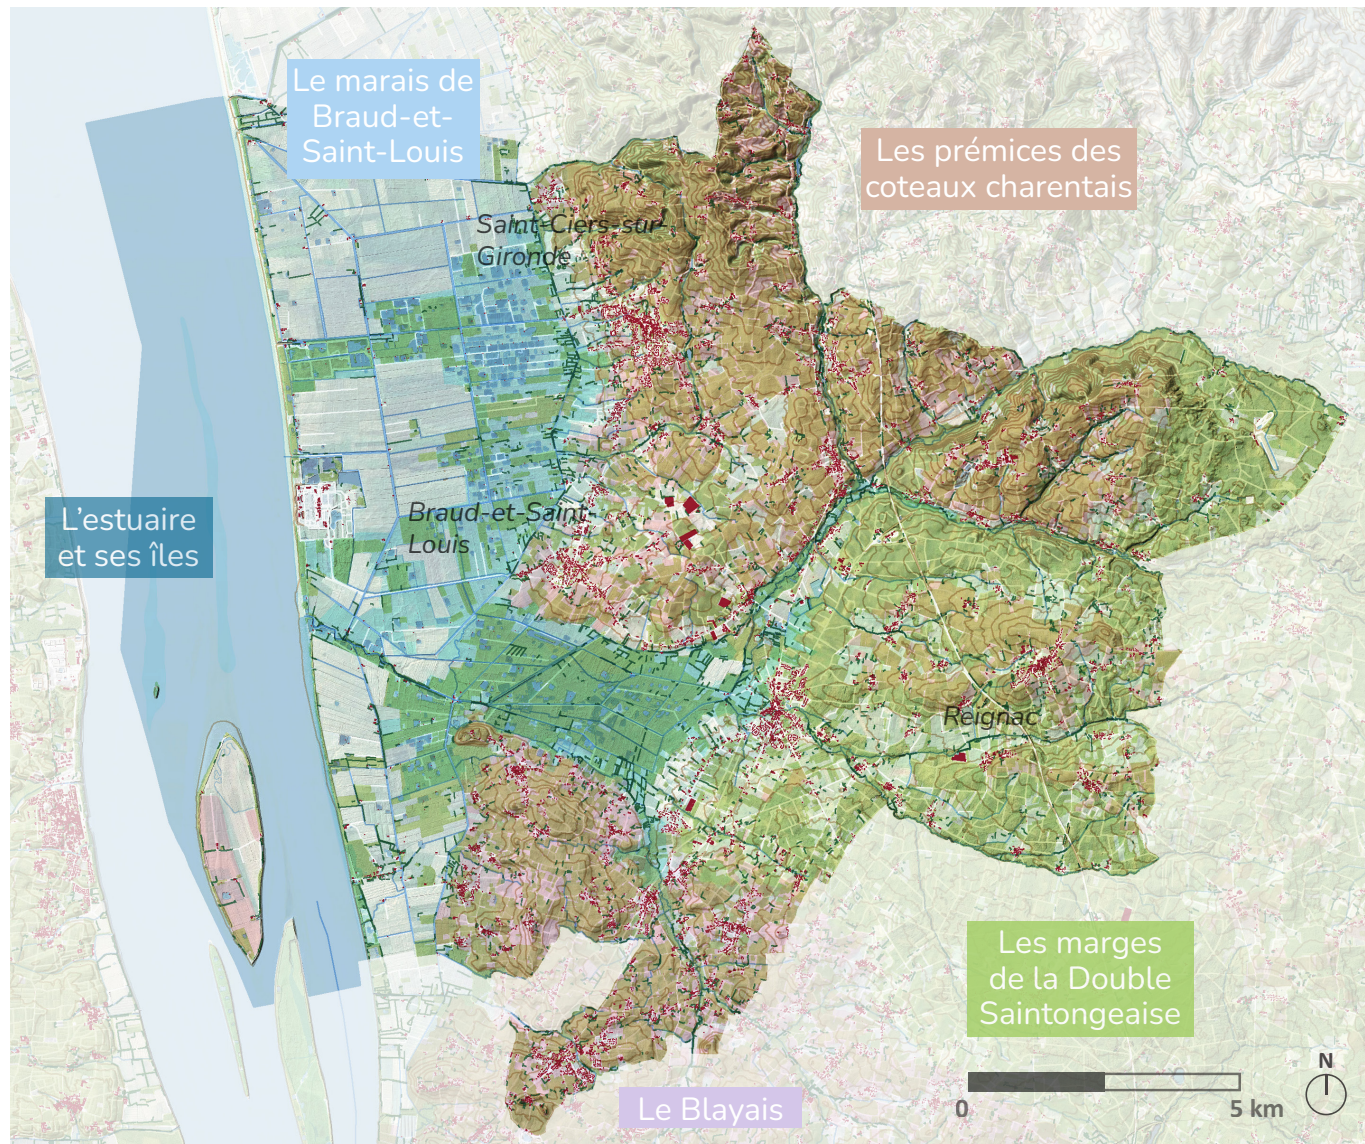 Le marais de
Braud-et-
Saint-Louis
Les prémices des
coteaux charentais
Saint-Ciers-sur-
Gironde
L'estuaire
et ses îles
Braud-et-Saint-
Louis
Reignac
Les marges
de la Double
Saintongeaise
Le Blayais
N
0
5 km